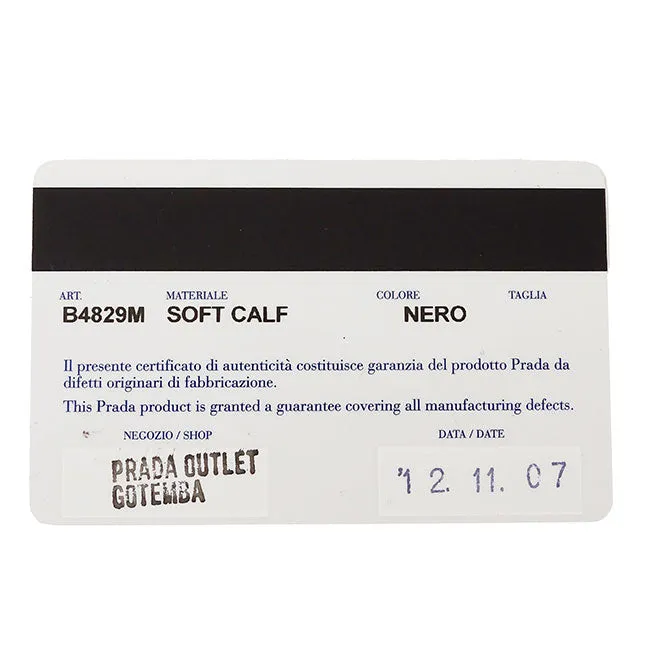 ART. MATERIALE COLORE TAGLIA
B4829M SOFT CALF NERO
Il presente certificato di autenticità costituisce garanzia del prodotto Prada da
difetti originari di fabbricazione.
This Prada product is granted a guarantee covering all manufacturing defects.
NEGOZIO / SHOP DATA / DATE
PRADA OUTLET
GOTEMBA
'12. 11. 07